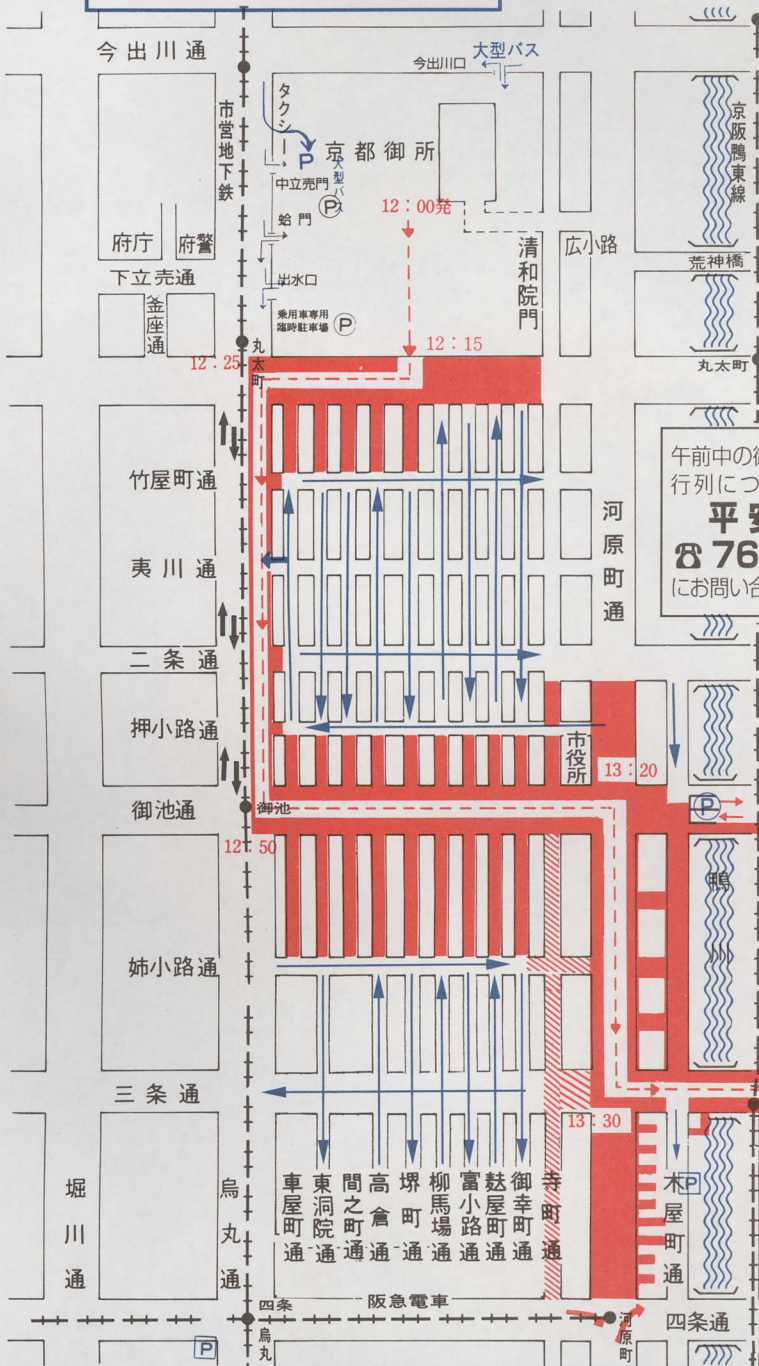 今出川通
今出川口
大型バス
タクシー
市営地下鉄
京阪鴨東線
P
京都御所
大型バス
中立売門
P
12:00発
蛤門
府庁
府警
清和院門
広小路
荒神橋
下立売通
出水口
釜座通
乗用車専用
臨時駐車場
P
12:15
丸太町
12:25
丸太町
午前中の
行列につ
平安
☎76
にお問い合
竹屋町通
河原町通
夷川通
二条通
押小路通
市役所
13:20
御池通
御池
P
12:50
鴨川
姉小路通
三条通
13:30
堀川通
烏丸通
車屋町通
東洞院通
間之町通
高倉通
堺町通
柳馬場通
富小路通
麸屋町通
御幸町通
寺町通
木屋町通
P
四条
阪急電車
烏丸
河原町
四条通
P